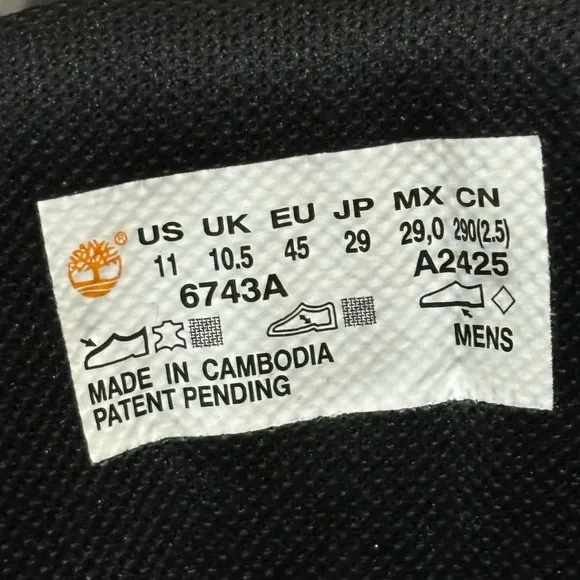 ® US UK EU JP MX CN
11 10.5 45 29 29,0 290(2.5)
6743A A2425
MENS
MADE IN CAMBODIA
PATENT PENDING